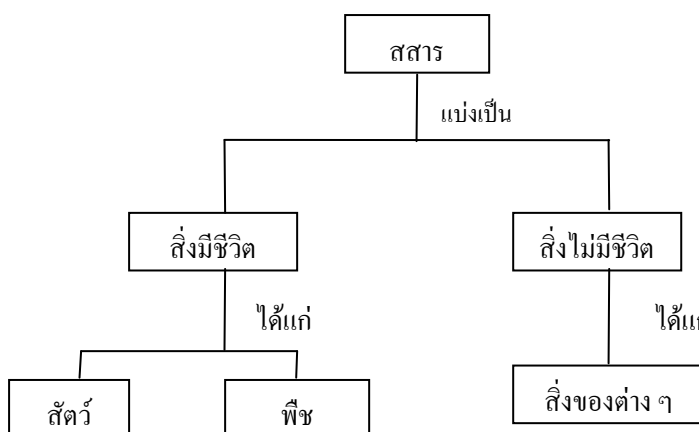 สสาร
แบ่งเป็น
สิ่งมีชีวิต
สิ่งไม่มีชีวิต
ได้แก่
สัตว์
พืช
สิ่งของต่าง ๆ